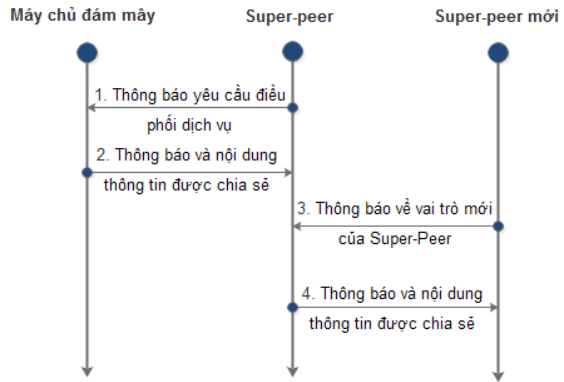 Máy chủ đám mây
Super-peer
Super-peer mới
1. Thông báo yêu cầu điều
phối dịch vụ
2. Thông báo và nội dung
thông tin được chia sẽ
3. Thông báo về vai trò mới
của Super-Peer
4. Thông báo và nội dung
thông tin được chia sẽ